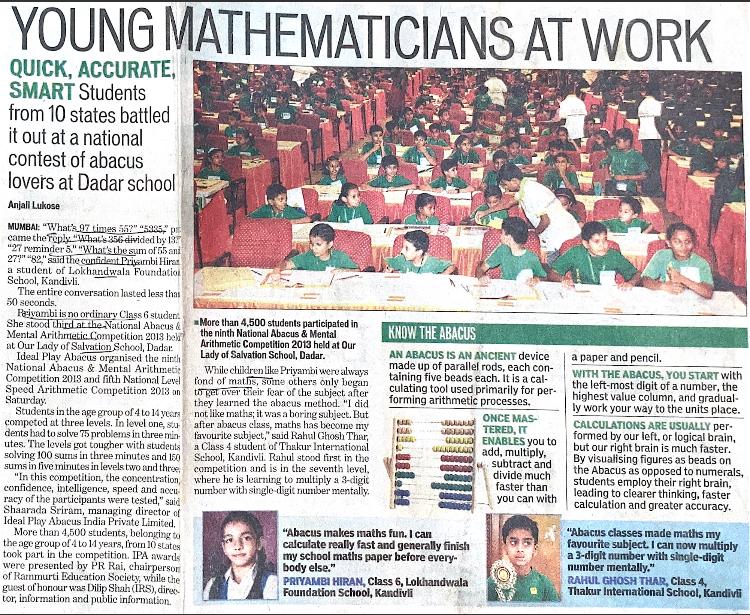 YOUNG MATHEMATICIANS AT WORK
QUICK, ACCURATE,
SMART Students
from 10 states battled
it out at a national
contest of abacus
lovers at Dadar school
Anjali Lukose
MUMBAI: "What's 97 times 55?" "5335," pr
came the reply. "What's 356 divided by 13?"
"27 reminder 5." "What's the sum of 55 and
27?" "82," said the confident Priyambi Hiran,
a student of Lokhandwala Foundation
School, Kandivli.
The entire conversation lasted less than
50 seconds.
Priyambi is no ordinary Class 6 student.
She stood third at the National Abacus &
Mental Arithmetic Competition 2013 held
at Our Lady of Salvation School, Dadar.
Ideal Play Abacus organised the ninth
National Abacus & Mental Arithmetic
Competition 2013 and fifth National Level
Speed Arithmetic Competition 2013 on
Saturday.
Students in the age group of 4 to 14 years
competed at three levels. In level one, stu-
dents had to solve 75 problems in three min-
utes. The levels got tougher with students
solving 100 sums in three minutes and 150
sums in five minutes in levels two and three.
"In this competition, the concentration,
confidence, intelligence, speed and accu-
racy of the participants were tested," said
Shaarada Sriram, managing director of
Ideal Play Abacus India Private Limited.
More than 4,500 students, belonging to
the age group of 4 to 14 years, from 10 states
took part in the competition. IPA awards
were presented by PR Rai, chairperson
of Rammurti Education Society, while the
guest of honour was Dilip Shah (IRS), direc-
tor, information and public information.
More than 4,500 students participated in
the ninth National Abacus & Mental
Arithmetic Competition 2013 held at Our
Lady of Salvation School, Dadar.
While children like Priyambi were always
fond of maths, some others only began
to get over their fear of the subject after
they learned the abacus method. "I did
not like maths; it was a boring subject. But
after abacus class, maths has become my
favourite subject," said Rahul Ghosh Thar,
a Class 4 student of Thakur International
School, Kandivli. Rahul stood first in the
competition and is in the seventh level,
where he is learning to multiply a 3-digit
number with single-digit number mentally.
KNOW THE ABACUS
AN ABACUS IS AN ANCIENT device
made up of parallel rods, each con-
taining five beads each. It is a cal-
culating tool used primarily for per-
forming arithmetic processes.
ONCE MAS-
TERED, IT
ENABLES you to
add, multiply,
subtract and
divide much
faster than
you can with
a paper and pencil.
WITH THE ABACUS, YOU START with
the left-most digit of a number, the
highest value column, and gradual-
ly work your way to the units place.
CALCULATIONS ARE USUALLY per-
formed by our left, or logical brain,
but our right brain is much faster.
By visualising figures as beads on
the Abacus as opposed to numerals,
students employ their right brain,
leading to clearer thinking, faster
calculation and greater accuracy.
"Abacus makes maths fun. I can
calculate really fast and generally finish
my school maths paper before every-
body else."
PRIYAMBI HIRAN, Class 6, Lokhandwala
Foundation School, Kandivli
"Abacus classes made maths my
favourite subject. I can now multiply
a 3-digit number with single-digit
number mentally."
RAHUL GHOSH THAR, Class 4,
Thakur International School, Kandivli